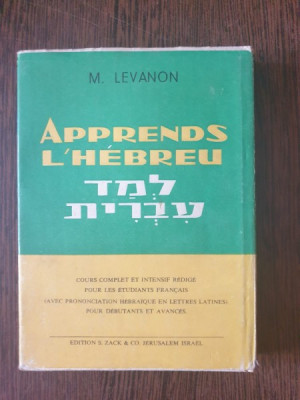 M. LEVANON
APPRENDS
L'HÉBREU
לְמַד
עִבְרִית
COURS COMPLET ET INTENSIF RÉDIGÉ
POUR LES ÉTUDIANTS FRANÇAIS
(AVEC PRONONCIATION HÉBRAÏQUE EN LETTRES LATINES)
POUR DÉBUTANTS ET AVANCÉS.
EDITION S. ZACK & CO. JERUSALEM ISRAËL